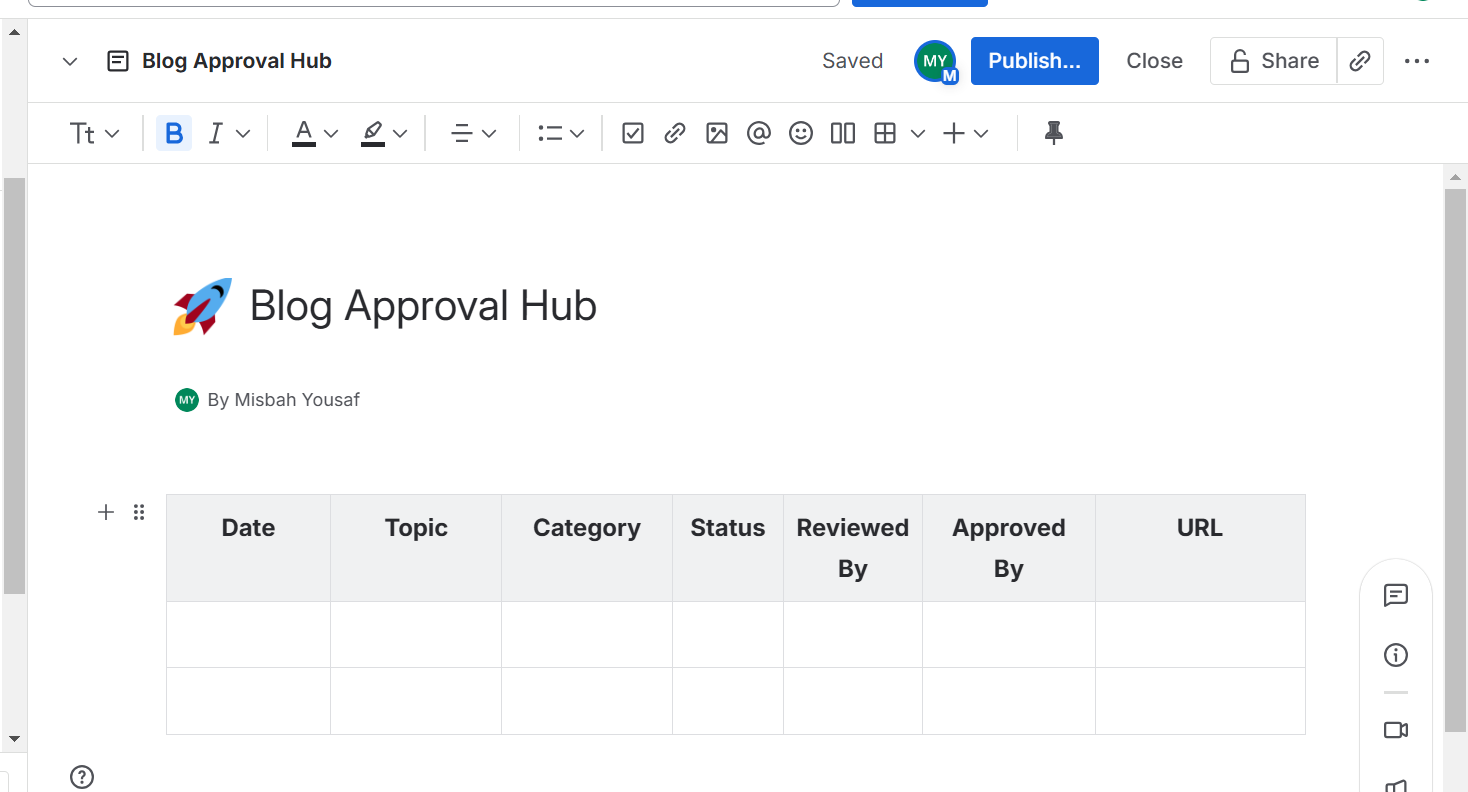 Blog Approval Hub
Saved
MY
M
Publish...
Close
Share
Tt
B
I
A
Blog Approval Hub
MY By Misbah Yousaf
Date Topic Category Status Reviewed By Approved By URL